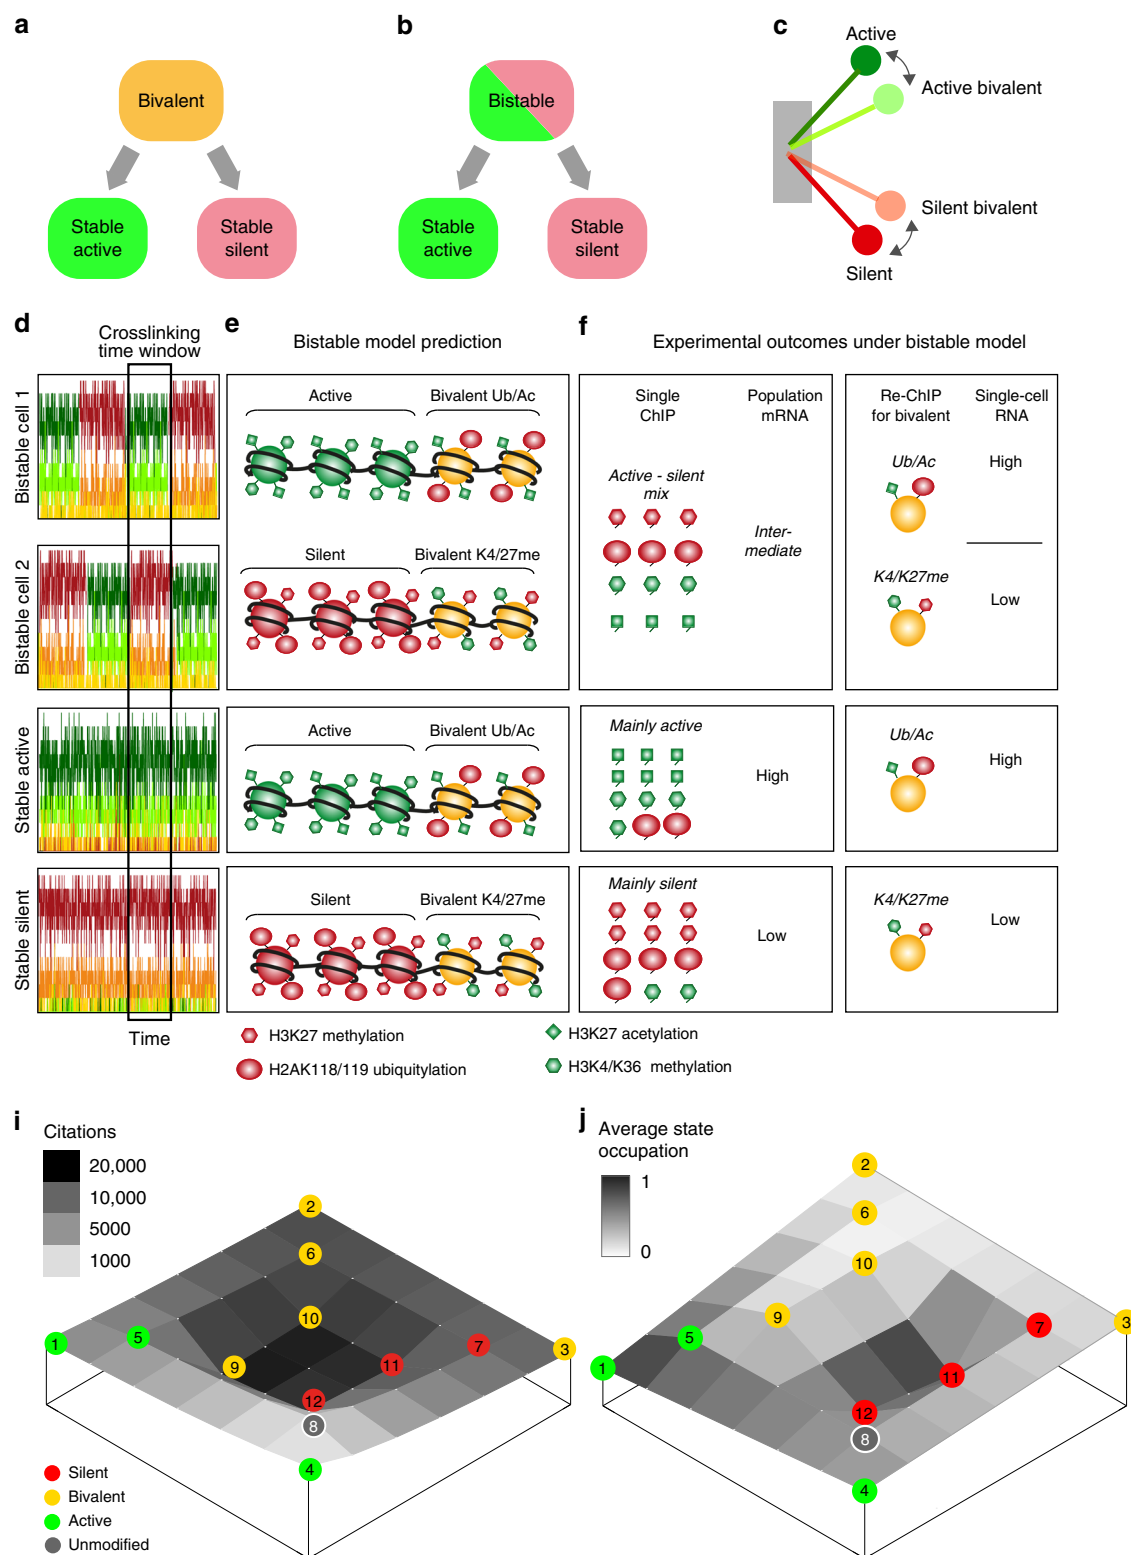 a
Bivalent
Stable
active
Stable
silent
b
Bistable
Stable
active
Stable
silent
c
Active
Active bivalent
Silent bivalent
Silent
d
Crosslinking
time window
Bistable cell 1
Bistable cell 2
Stable active
Stable silent
Time
e
Bistable model prediction
Active
Bivalent Ub/Ac
Silent
Bivalent K4/27me
Active
Bivalent Ub/Ac
Silent
Bivalent K4/27me
f
Experimental outcomes under bistable model
Single
ChIP
Population
mRNA
Re-ChIP
for bivalent
Single-cell
RNA
Active - silent
mix
Inter-
mediate
Ub/Ac
High
K4/K27me
Low
Mainly active
High
Ub/Ac
High
Mainly silent
Low
K4/K27me
Low
H3K27 methylation
H3K27 acetylation
H2AK118/119 ubiquitylation
H3K4/K36 methylation
i
Citations
20,000
10,000
5000
1000
2
6
10
1
5
9
11
7
3
12
8
4
Silent
Bivalent
Active
Unmodified
j
Average state
occupation
1
0
2
6
10
9
5
1
7
3
11
12
8
4